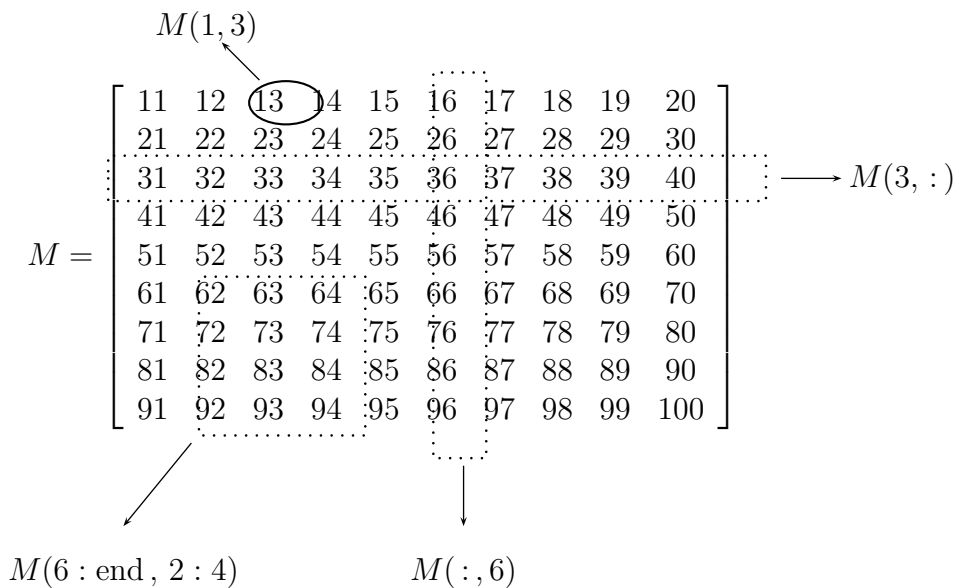 M(1, 3)
11 12 13 14 15 16 17 18 19 20
21 22 23 24 25 26 27 28 29 30
31 32 33 34 35 36 37 38 39 40
M(3, :)
41 42 43 44 45 46 47 48 49 50
M = 51 52 53 54 55 56 57 58 59 60
61 62 63 64 65 66 67 68 69 70
71 72 73 74 75 76 77 78 79 80
81 82 83 84 85 86 87 88 89 90
91 92 93 94 95 96 97 98 99 100
M(6 : end , 2 : 4)
M( : , 6)